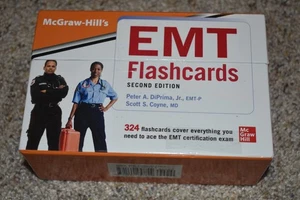 McGraw-Hill's
EMT
Flashcards
SECOND EDITION
Peter A. DiPrima, Jr., EMT-P
Scott S. Coyne, MD
324 flashcards cover everything you
need to ace the EMT certification exam
Mc
Graw
Hill